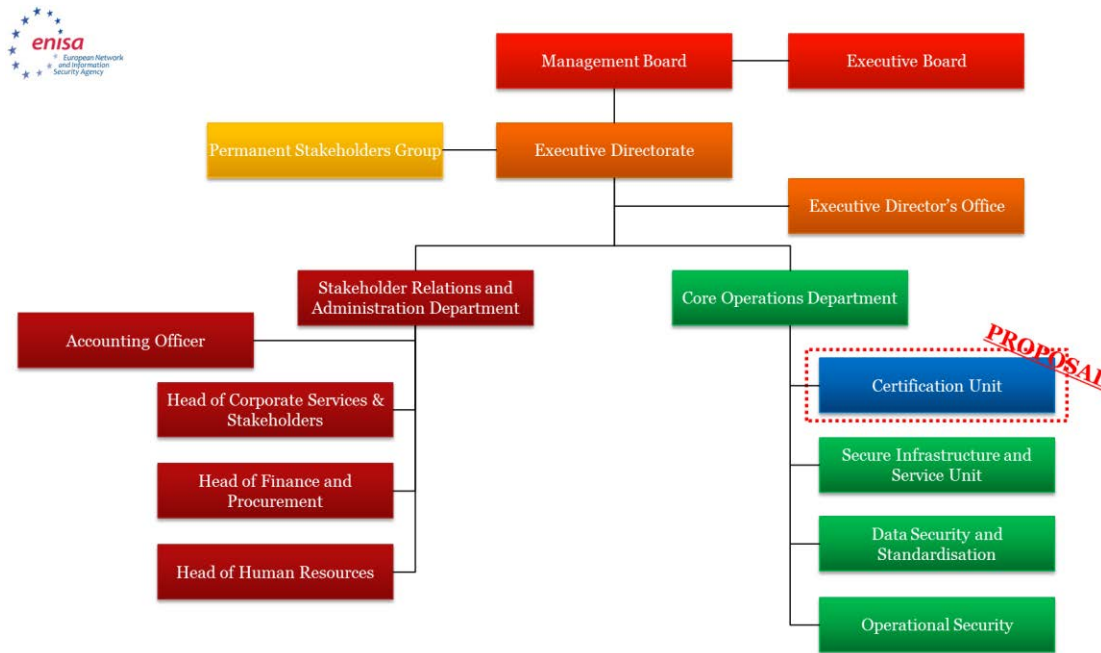 enisa
European Network
and Information
Security Agency
Management Board
Executive Board
Permanent Stakeholders Group
Executive Directorate
Executive Director's Office
Stakeholder Relations and
Administration Department
Core Operations Department
Accounting Officer
PROPOSAL
Certification Unit
Head of Corporate Services &
Stakeholders
Secure Infrastructure and
Service Unit
Head of Finance and
Procurement
Data Security and
Standardisation
Head of Human Resources
Operational Security